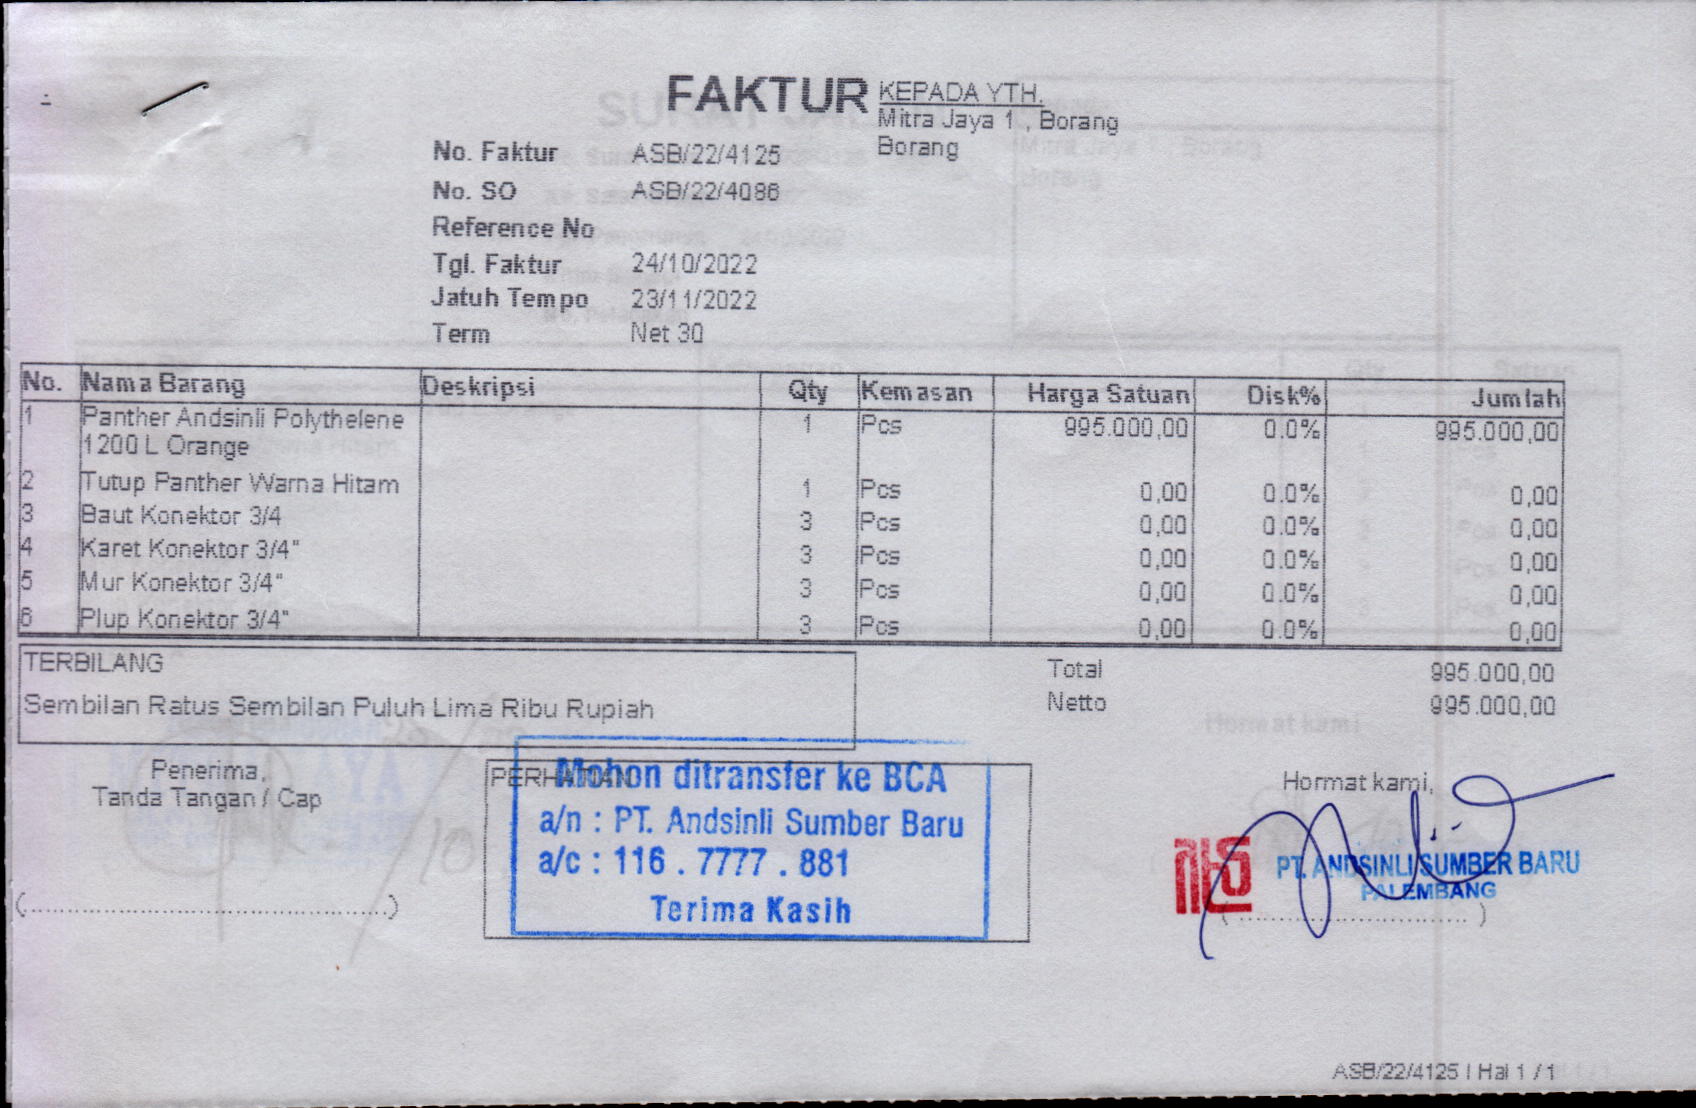 FAKTUR
KEPADA YTH.
Mitra Jaya 1 , Borang
Borang
No. Faktur ASB/22/4125
No. SO ASB/22/4086
Reference No
Tgl. Faktur 24/10/2022
Jatuh Tempo 23/11/2022
Term Net 30
No. Nama Barang Deskripsi Qty Kemasan Harga Satuan Disk% Jumlah
1 Panther Andsinli Polythelene 1 Pcs 995.000,00 0.0% 995.000,00
1200 L Orange
2 Tutup Panther Warna Hitam 1 Pcs 0,00 0.0% 0,00
3 Baut Konektor 3/4 3 Pcs 0,00 0.0% 0,00
4 Karet Konektor 3/4" 3 Pcs 0,00 0.0% 0,00
5 Mur Konektor 3/4" 3 Pcs 0,00 0.0% 0,00
6 Plup Konektor 3/4" 3 Pcs 0,00 0.0% 0,00
TERBILANG
Sembilan Ratus Sembilan Puluh Lima Ribu Rupiah
Total 995.000,00
Netto 995.000,00
Penerima,
Tanda Tangan / Cap
(...............................................)
PERHATIAN
Mohon ditransfer ke BCA
a/n : PT. Andsinli Sumber Baru
a/c : 116 . 7777 . 881
Terima Kasih
Hormat kami,
PT. ANDSINLI SUMBER BARU
PALEMBANG
( ................................ )
ASB/22/4125 | Hal 1 / 1